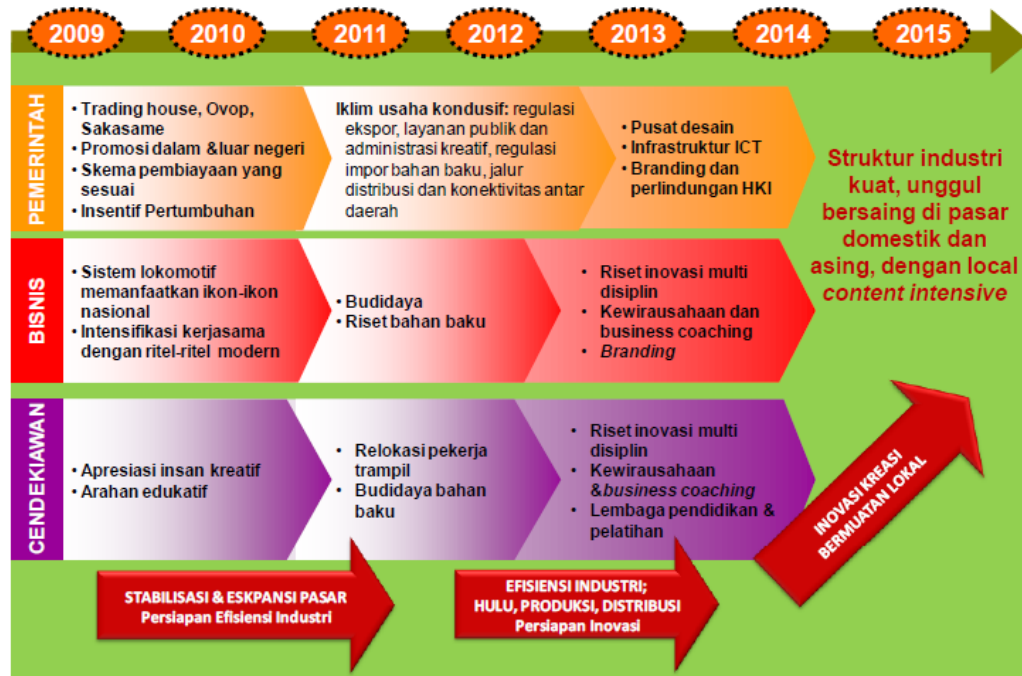 2009 2010 2011 2012 2013 2014 2015
PEMERINTAH
• Trading house, Ovop,
Sakasame
• Promosi dalam &luar negeri
• Skema pembiayaan yang
sesuai
• Insentif Pertumbuhan
Iklim usaha kondusif: regulasi
ekspor, layanan publik dan
administrasi kreatif, regulasi
impor bahan baku, jalur
distribusi dan konektivitas antar
daerah
• Pusat desain
• Infrastruktur ICT
• Branding dan
perlindungan HKI
Struktur industri
kuat, unggul
bersaing di pasar
domestik dan
asing, dengan local
content intensive
BISNIS
• Sistem lokomotif
memanfaatkan ikon-ikon
nasional
• Intensifikasi kerjasama
dengan ritel-ritel modern
• Budidaya
• Riset bahan baku
• Riset inovasi multi
disiplin
• Kewirausahaan dan
business coaching
• Branding
CENDEKIAWAN
• Apresiasi insan kreatif
• Arahan edukatif
• Relokasi pekerja
trampil
• Budidaya bahan
baku
• Riset inovasi multi
disiplin
• Kewirausahaan
&business coaching
• Lembaga pendidikan &
pelatihan
STABILISASI & ESKPANSI PASAR
Persiapan Efisiensi Industri
EFISIENSI INDUSTRI;
HULU, PRODUKSI, DISTRIBUSI
Persiapan Inovasi
INOVASI KREASI
BERMUATAN LOKAL